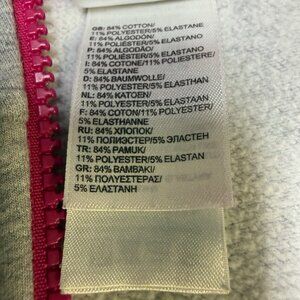 GB: 84% COTTON/
11% POLYESTER/5% ELASTANE
E: 84% ALGODÓN/
11% POLIÉSTER/5% ELASTANO
P: 84% ALGODÃO/
11% POLIÉSTER/5% ELASTANO
I: 84% COTONE/11% POLIESTERE/
5% ELASTANE
D: 84% BAUMWOLLE/
11% POLYESTER/5% ELASTHAN
NL: 84% KATOEN/
11% POLYESTER/5% ELASTAAN
F: 84% COTON/11% POLYESTER/
5% ELASTHANNE
RU: 84% ХЛОПОК/
11% ПОЛИЭСТЕР/5% ЭЛАСТЕН
TR: 84% PAMUK/
11% POLYESTER/5% ELASTAN
GR: 84% ΒΑΜΒΑΚΙ/
11% ΠΟΛΥΕΣΤΕΡΑΣ/
5% ΕΛΑΣΤΑΝΗ